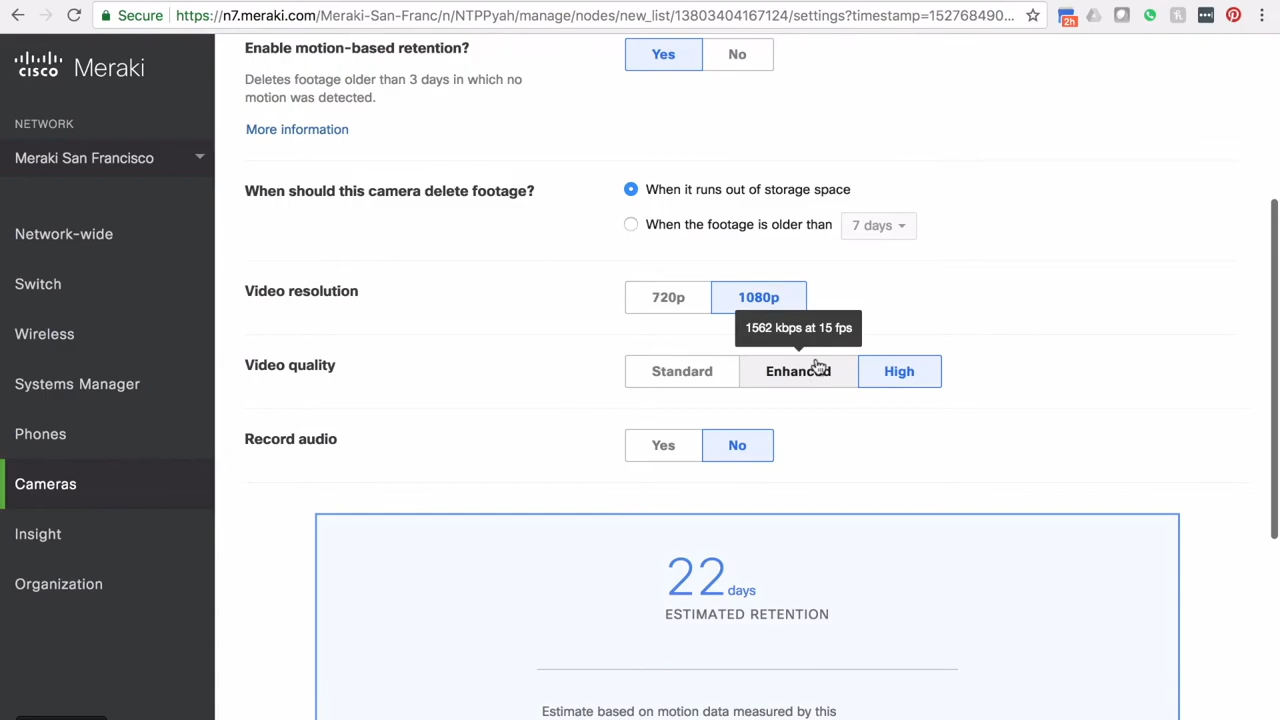 Secure
https://n7.meraki.com/Meraki-San-Franc/n/NTPPyah/manage/nodes/new_list/13803404167124/settings?timestamp=152768490...
2h
cisco Meraki
NETWORK
Meraki San Francisco
Network-wide
Switch
Wireless
Systems Manager
Phones
Cameras
Insight
Organization
Enable motion-based retention?
Yes No
Deletes footage older than 3 days in which no
motion was detected.
More information
When should this camera delete footage?
When it runs out of storage space
When the footage is older than 7 days
Video resolution
720p 1080p
1562 kbps at 15 fps
Video quality
Standard Enhanced High
Record audio
Yes No
22 days
ESTIMATED RETENTION
Estimate based on motion data measured by this